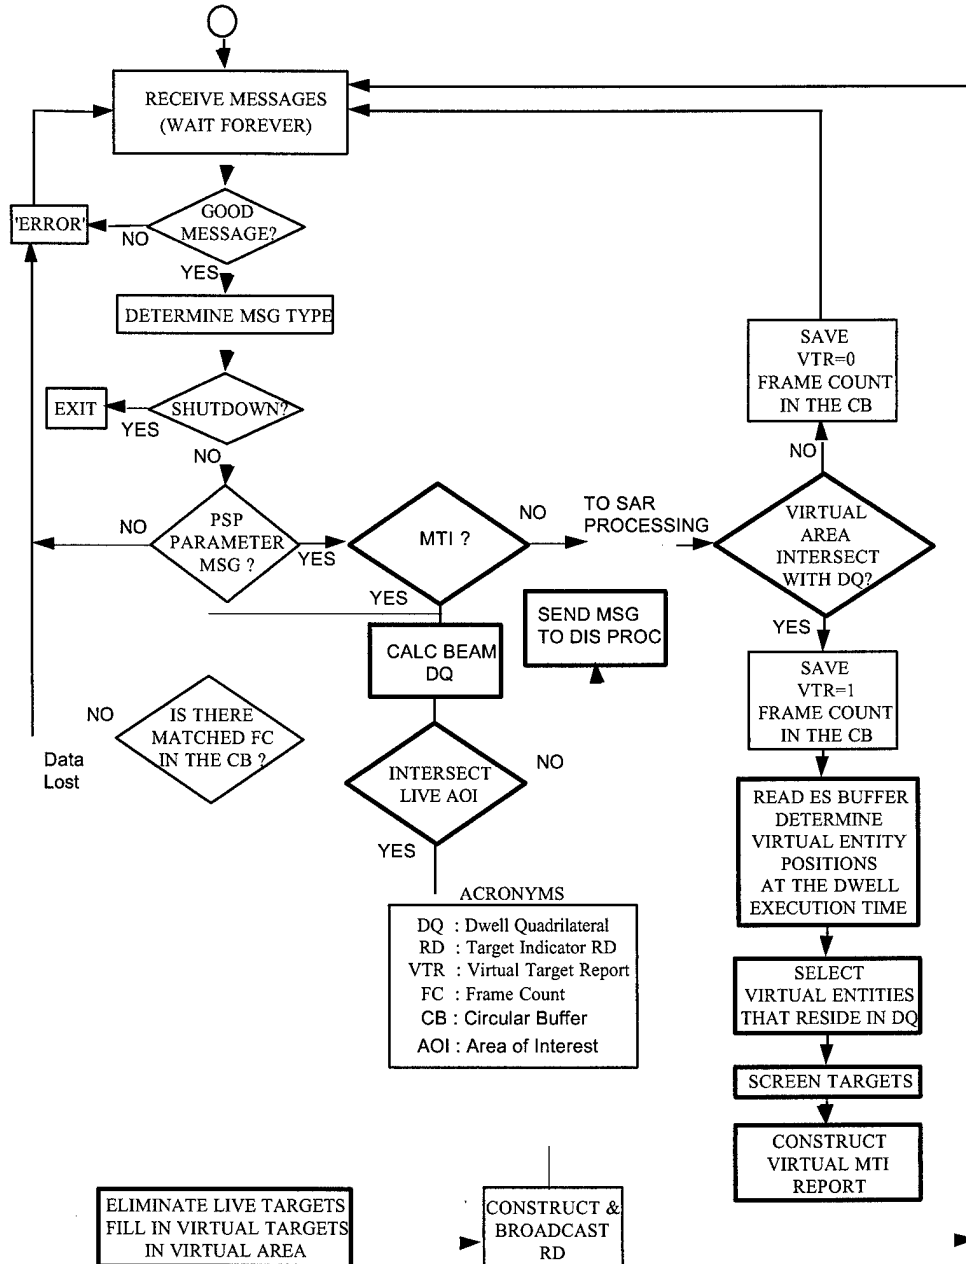 RECEIVE MESSAGES
(WAIT FOREVER)
GOOD
MESSAGE?
'ERROR'
NO
YES
DETERMINE MSG TYPE
SHUTDOWN?
EXIT
YES
NO
PSP
PARAMETER
MSG ?
NO
YES
MTI ?
NO
YES
TO SAR
PROCESSING
VIRTUAL
AREA
INTERSECT
WITH DQ?
NO
SAVE
VTR=0
FRAME COUNT
IN THE CB
YES
SAVE
VTR=1
FRAME COUNT
IN THE CB
SEND MSG
TO DIS PROC
CALC BEAM
DQ
NO
IS THERE
MATCHED FC
IN THE CB ?
Data
Lost
INTERSECT
LIVE AOI
NO
YES
READ ES BUFFER
DETERMINE
VIRTUAL ENTITY
POSITIONS
AT THE DWELL
EXECUTION TIME
SELECT
VIRTUAL ENTITIES
THAT RESIDE IN DQ
SCREEN TARGETS
CONSTRUCT
VIRTUAL MTI
REPORT
ACRONYMS
DQ : Dwell Quadrilateral
RD : Target Indicator RD
VTR : Virtual Target Report
FC : Frame Count
CB : Circular Buffer
AOI : Area of Interest
ELIMINATE LIVE TARGETS
FILL IN VIRTUAL TARGETS
IN VIRTUAL AREA
CONSTRUCT &
BROADCAST
RD